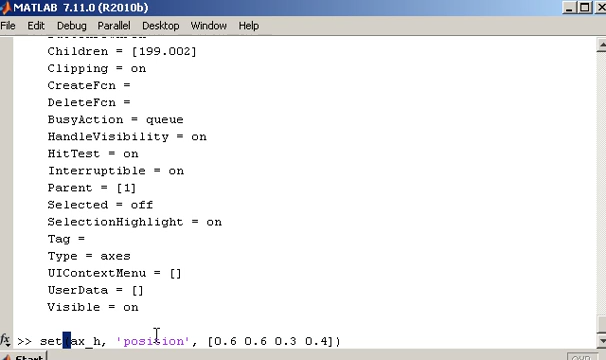 MATLAB 7.11.0 (R2010b)
File Edit Debug Parallel Desktop Window Help
Children = [199.002]
Clipping = on
CreateFcn =
DeleteFcn =
BusyAction = queue
HandleVisibility = on
HitTest = on
Interruptible = on
Parent = [1]
Selected = off
SelectionHighlight = on
Tag =
Type = axes
UIContextMenu = []
UserData = []
Visible = on
fx >> set(ax_h, 'position', [0.6 0.6 0.3 0.4])
Start OVR